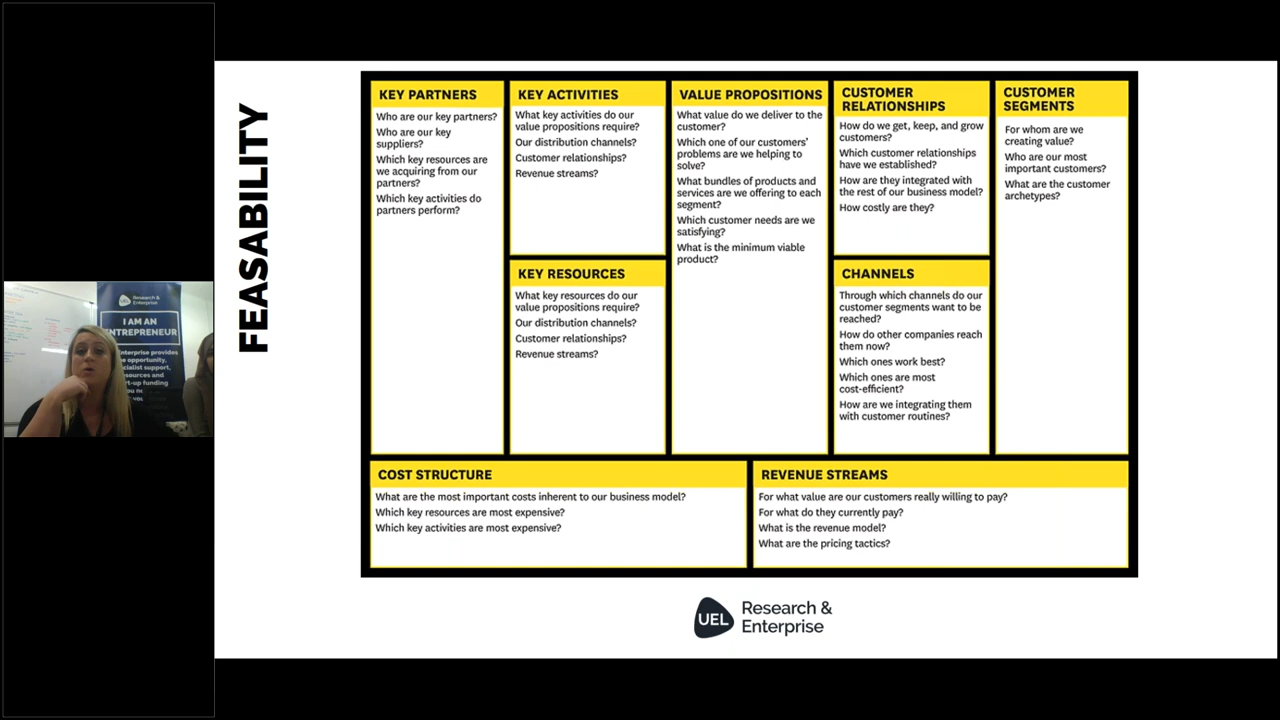 FEASABILITY
KEY PARTNERS
Who are our key partners?
Who are our key
suppliers?
Which key resources are
we acquiring from our
partners?
Which key activities do
partners perform?
KEY ACTIVITIES
What key activities do our
value propositions require?
Our distribution channels?
Customer relationships?
Revenue streams?
KEY RESOURCES
What key resources do our
value propositions require?
Our distribution channels?
Customer relationships?
Revenue streams?
VALUE PROPOSITIONS
What value do we deliver to the
customer?
Which one of our customers'
problems are we helping to
solve?
What bundles of products and
services are we offering to each
segment?
Which customer needs are we
satisfying?
What is the minimum viable
product?
CUSTOMER
RELATIONSHIPS
How do we get, keep, and grow
customers?
Which customer relationships
have we established?
How are they integrated with
the rest of our business model?
How costly are they?
CHANNELS
Through which channels do our
customer segments want to be
reached?
How do other companies reach
them now?
Which ones work best?
Which ones are most
cost-efficient?
How are we integrating them
with customer routines?
CUSTOMER
SEGMENTS
For whom are we
creating value?
Who are our most
important customers?
What are the customer
archetypes?
COST STRUCTURE
What are the most important costs inherent to our business model?
Which key resources are most expensive?
Which key activities are most expensive?
REVENUE STREAMS
For what value are our customers really willing to pay?
For what do they currently pay?
What is the revenue model?
What are the pricing tactics?
UEL
Research &
Enterprise
UEL
Research &
Enterprise
I AM AN
ENTREPRENEUR